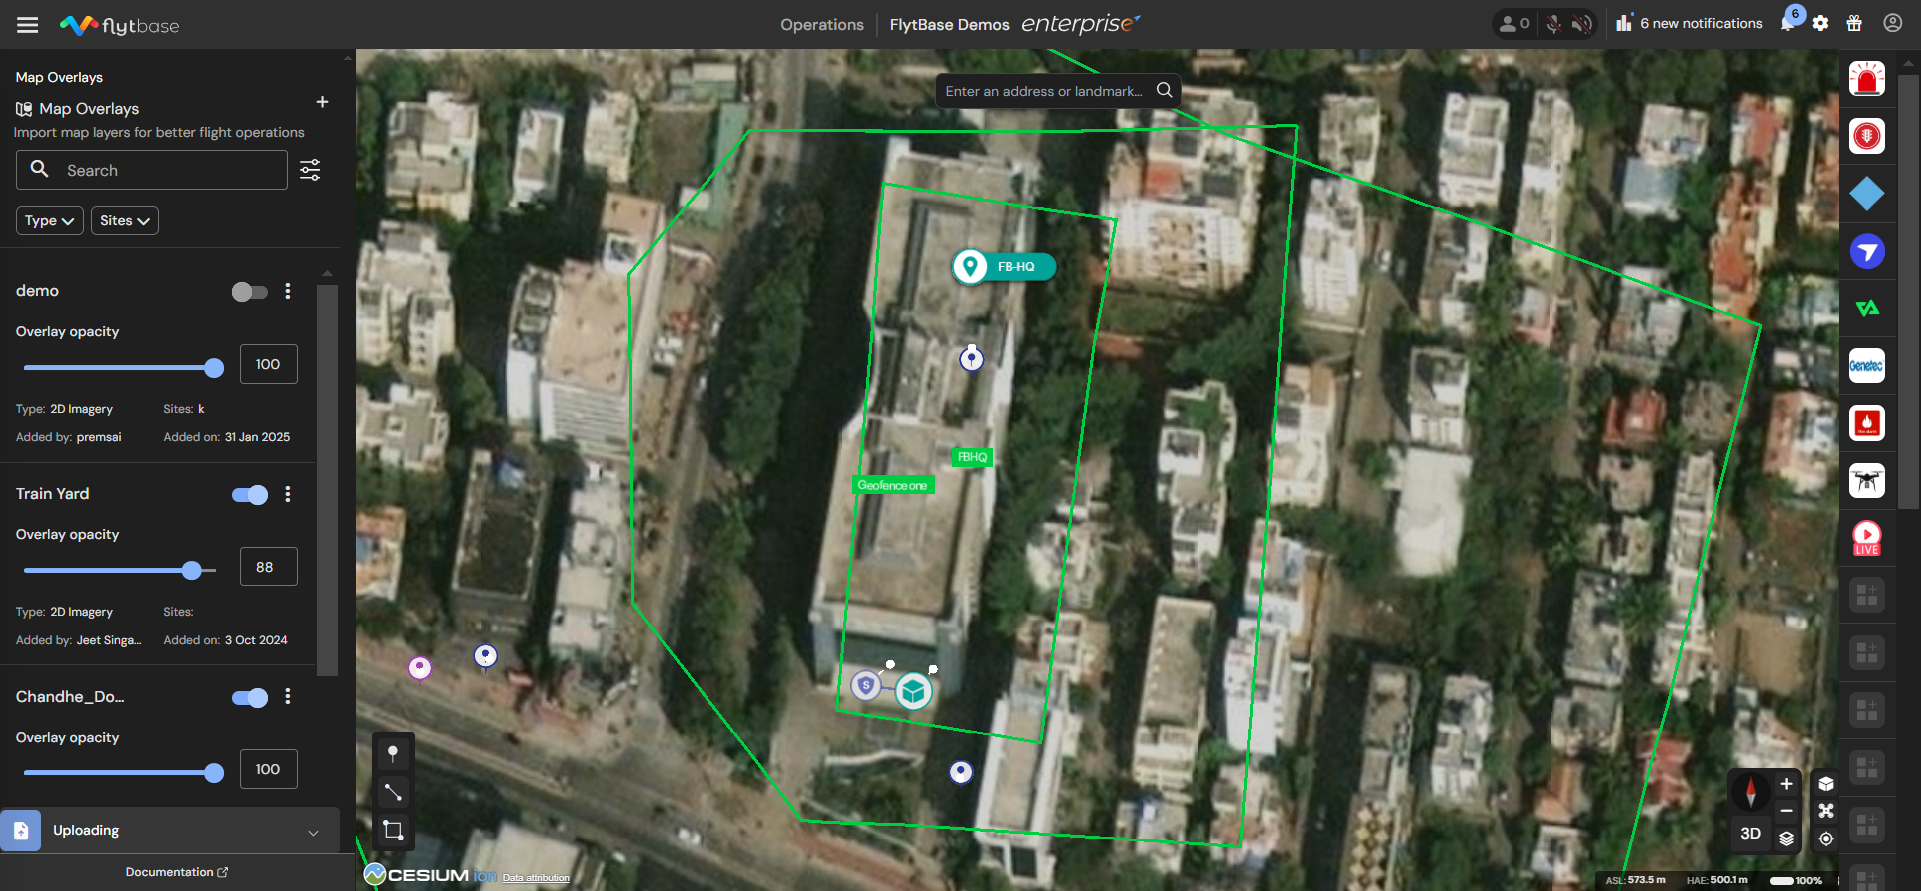 flytbase
Operations
FlytBase Demos enterprise
0
6 new notifications
6
Map Overlays
Map Overlays
Import map layers for better flight operations
Search
Type
Sites
demo
Overlay opacity
100
Type: 2D Imagery
Sites: k
Added by: premsai
Added on: 31 Jan 2025
Train Yard
Overlay opacity
88
Type: 2D Imagery
Sites:
Added by: Jeet Singa...
Added on: 3 Oct 2024
Chandhe_Do...
Overlay opacity
100
Uploading
Documentation
Enter an address or landmark...
FB-HQ
FBHQ
Geofence one
S
CESIUM ion
Data attribution
Genetec
LIVE
3D
ASL: 573.5 m
HAE: 500.1 m
100%